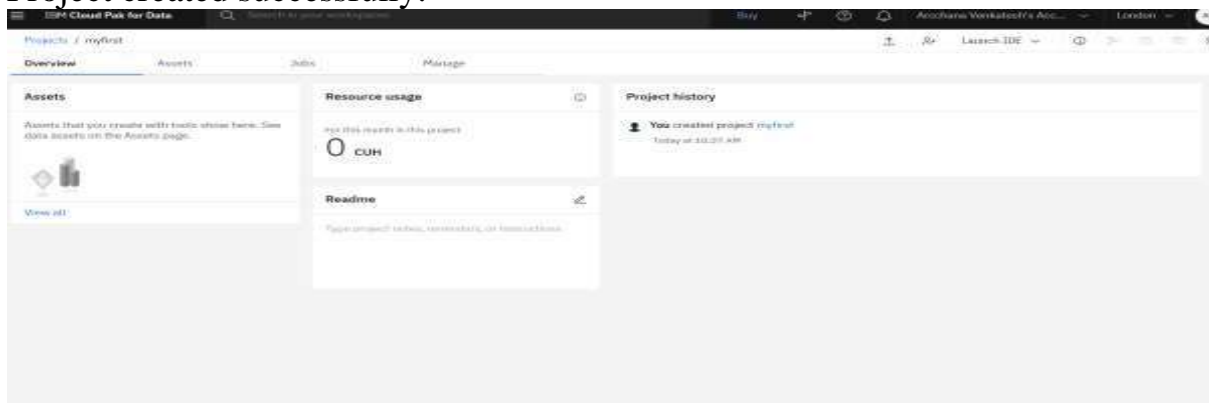 Project created successfully.
IBM Cloud Pak for Data
Search in your workspaces
Buy
Archana Venkatesh's Acc...
London
Projects / myfirst
Launch IDE
Overview
Assets
Jobs
Manage
Assets
Assets that you create with tools show here. See
data assets on the Assets page.
View all
Resource usage
For this month in this project
0 CUH
Readme
Type project notes, reminders, or instructions.
Project history
You created project myfirst
Today at 10:27 AM